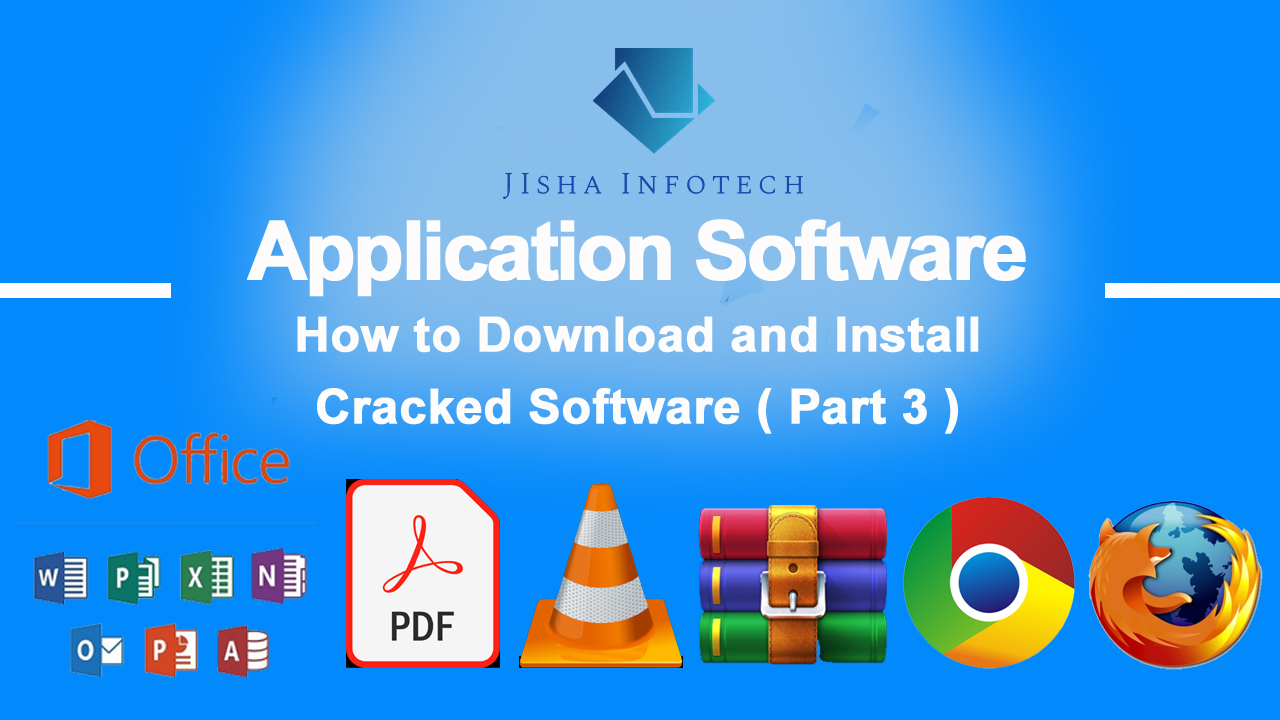 JIsha Infotech
Application Software
How to Download and Install
Cracked Software ( Part 3 )
Office
W P X N
O P A
PDF